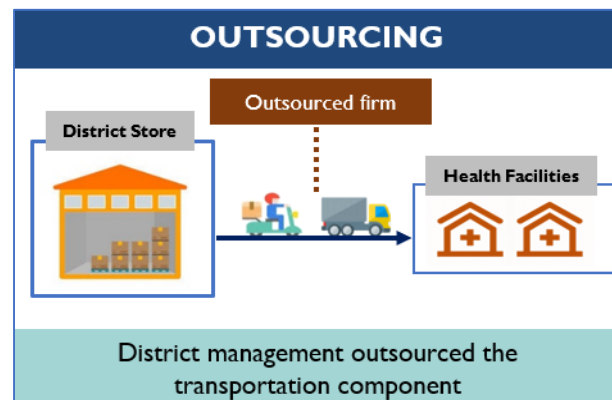 OUTSOURCING
Outsourced firm
District Store
Health Facilities
District management outsourced the
transportation component